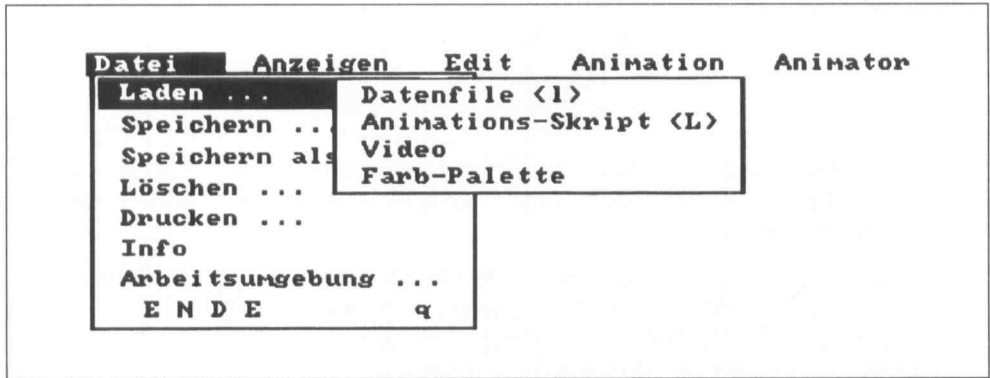 Datei Anzeigen Edit Animation Animator
Laden ...
Datenfile <l>
Animations-Skript <L>
Video
Farb-Palette
Speichern ...
Speichern als
Löschen ...
Drucken ...
Info
Arbeitsumgebung ...
E N D E q